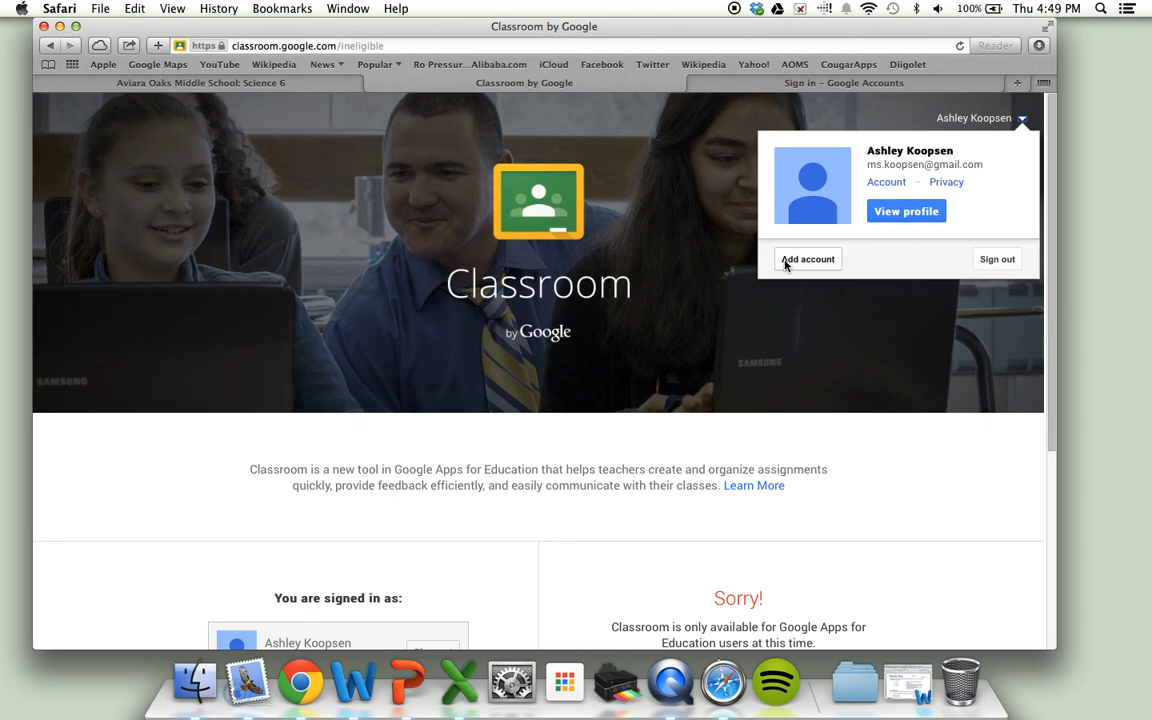 Safari File Edit View History Bookmarks Window Help 100% Thu 4:49 PM
Classroom by Google
https classroom.google.com/ineligible Reader
Apple Google Maps YouTube Wikipedia News Popular Ro Pressur...Alibaba.com iCloud Facebook Twitter Wikipedia Yahoo! AOMS CougarApps Diigolet
Aviara Oaks Middle School: Science 6 Classroom by Google Sign in – Google Accounts
Ashley Koopsen
Ashley Koopsen
ms.koopsen@gmail.com
Account – Privacy
View profile
Add account Sign out
Classroom
by Google
SAMSUNG
SAMSUNG
Classroom is a new tool in Google Apps for Education that helps teachers create and organize assignments
quickly, provide feedback efficiently, and easily communicate with their classes. Learn More
You are signed in as:
Ashley Koopsen
Sorry!
Classroom is only available for Google Apps for
Education users at this time.